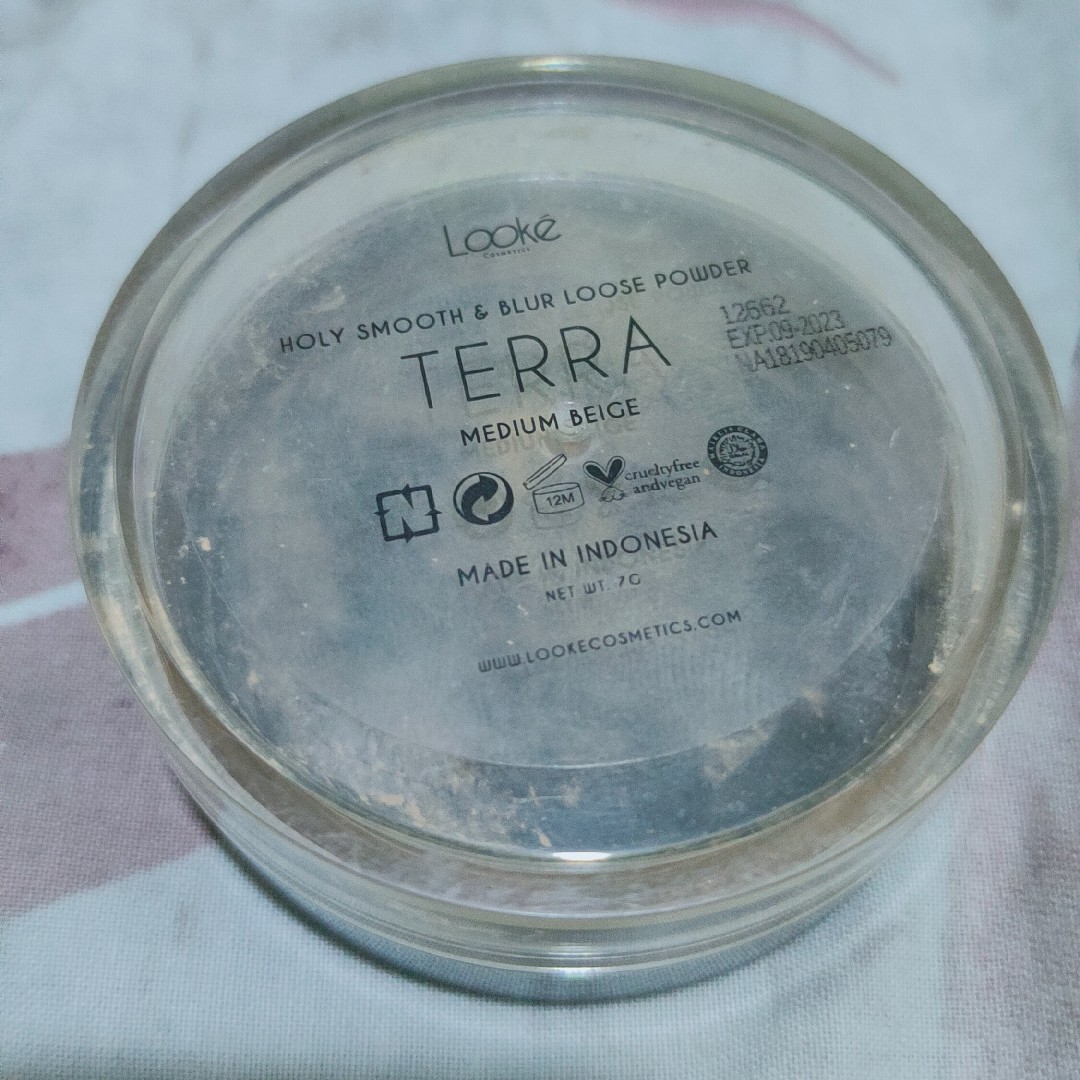 Looké
COSMETICS
HOLY SMOOTH & BLUR LOOSE POWDER
TERRA
MEDIUM BEIGE
12662
EXP.09-2023
NA18190405079
N
12M
crueltyfree
andvegan
MADE IN INDONESIA
NET WT. 7G
WWW.LOOKECOSMETICS.COM